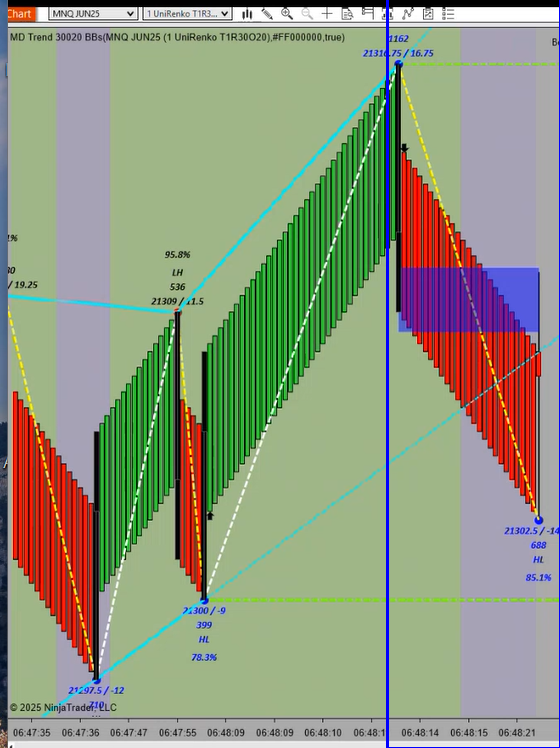 Chart
MNQ JUN25
1 UniRenko T1R3...
MD Trend 30020 BBs(MNQ JUN25 (1 UniRenko T1R30O20),#FF000000,true)
1162
21316.75 / 16.75
95.8%
LH
536
21309 / 11.5
/ 19.25
21302.5 / -14
688
HL
85.1%
21300 / -9
399
HL
78.3%
21297.5 / -12
710
© 2025 NinjaTrader, LLC
06:47:35 06:47:36 06:47:47 06:47:55 06:48:09 06:48:09 06:48:10 06:48:1 06:48:14 06:48:15 06:48:21